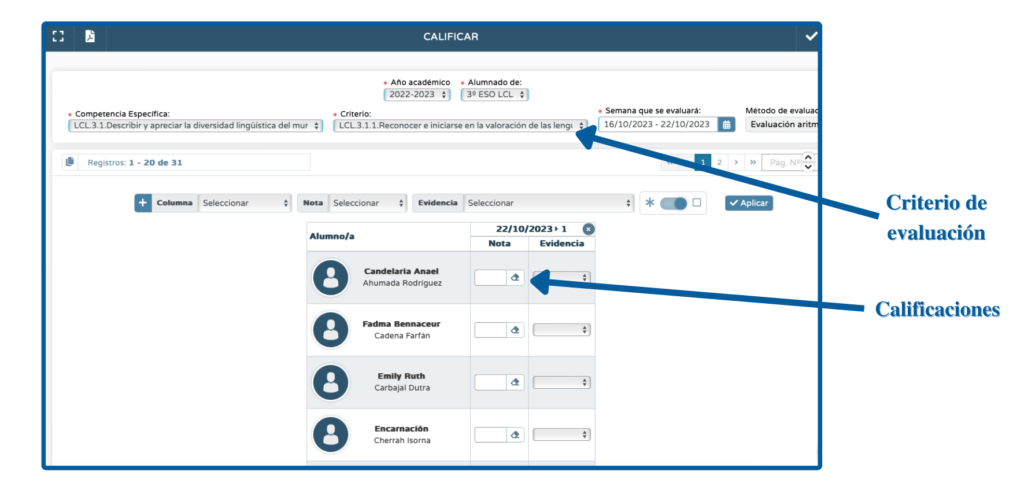 CALIFICAR
* Año académico * Alumnado de:
2022-2023 3º ESO LCL
* Competencia Específica: * Criterio: * Semana que se evaluará: Método de evaluac
LCL.3.1.Describir y apreciar la diversidad lingüística del mur LCL.3.1.1.Reconocer e iniciarse en la valoración de las lengu 16/10/2023 - 22/10/2023 Evaluación aritm
Registros: 1 - 20 de 31 1 2 › » Pág. Nº
+ Columna Seleccionar Nota Seleccionar Evidencia Seleccionar Aplicar
Criterio de
evaluación
Alumno/a 22/10/2023 › 1
Nota Evidencia
Candelaria Anael
Ahumada Rodríguez
Calificaciones
Fadma Bennaceur
Cadena Farfán
Emily Ruth
Carbajal Dutra
Encarnación
Cherrah Isorna